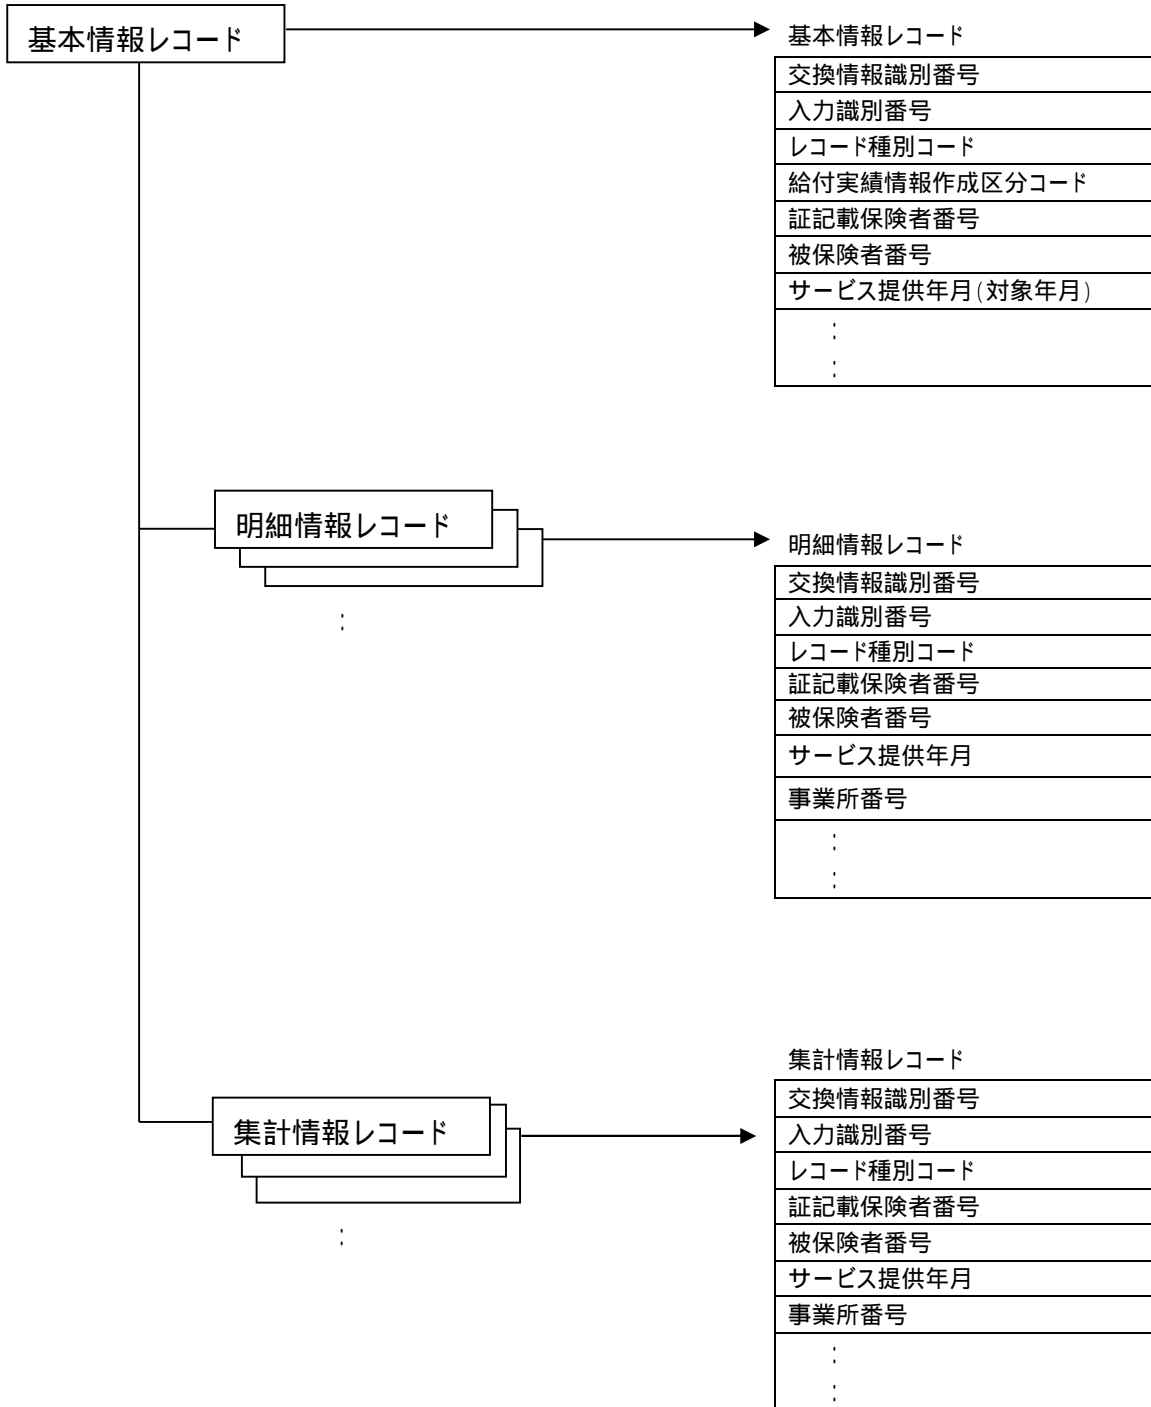 基本情報レコード
基本情報レコード
交換情報識別番号
入力識別番号
レコード種別コード
給付実績情報作成区分コード
証記載保険者番号
被保険者番号
サービス提供年月(対象年月)
:
:
明細情報レコード
:
明細情報レコード
交換情報識別番号
入力識別番号
レコード種別コード
証記載保険者番号
被保険者番号
サービス提供年月
事業所番号
:
:
集計情報レコード
:
集計情報レコード
交換情報識別番号
入力識別番号
レコード種別コード
証記載保険者番号
被保険者番号
サービス提供年月
事業所番号
:
: